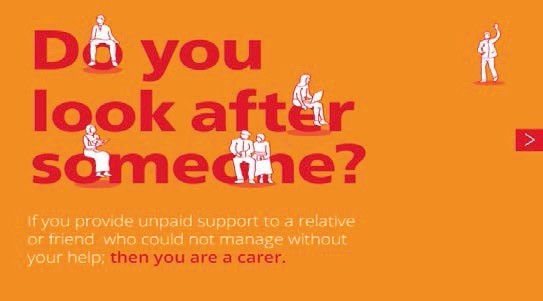 Do you
look after
someone?
If you provide unpaid support to a relative
or friend who could not manage without
your help; then you are a carer.